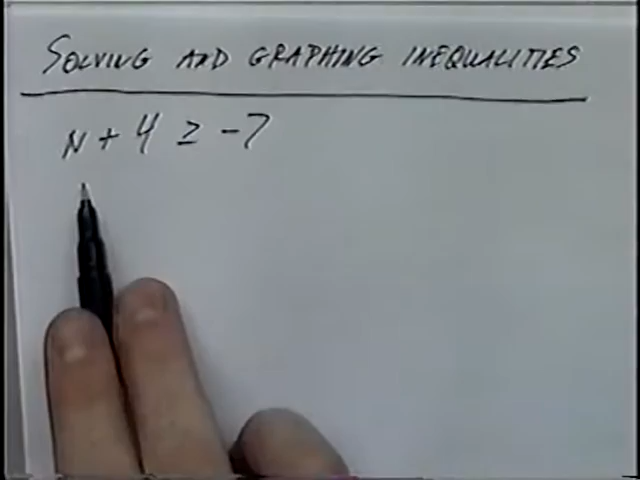 SOLVING AND GRAPHING INEQUALITIES
N + 4 ≥ -7